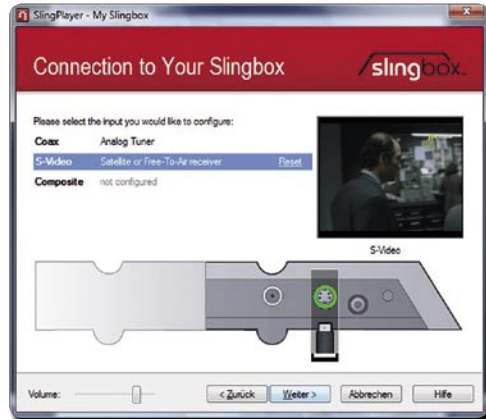 SlingPlayer - My Slingbox
Connection to Your Slingbox
slingbox.
Please select the input you would like to configure:
Coax Analog Tuner
S-Video Satellite or Free-To-Air receiver Reset
Composite not configured
S-Video
Volume: < Zurück Weiter > Abbrechen Hilfe